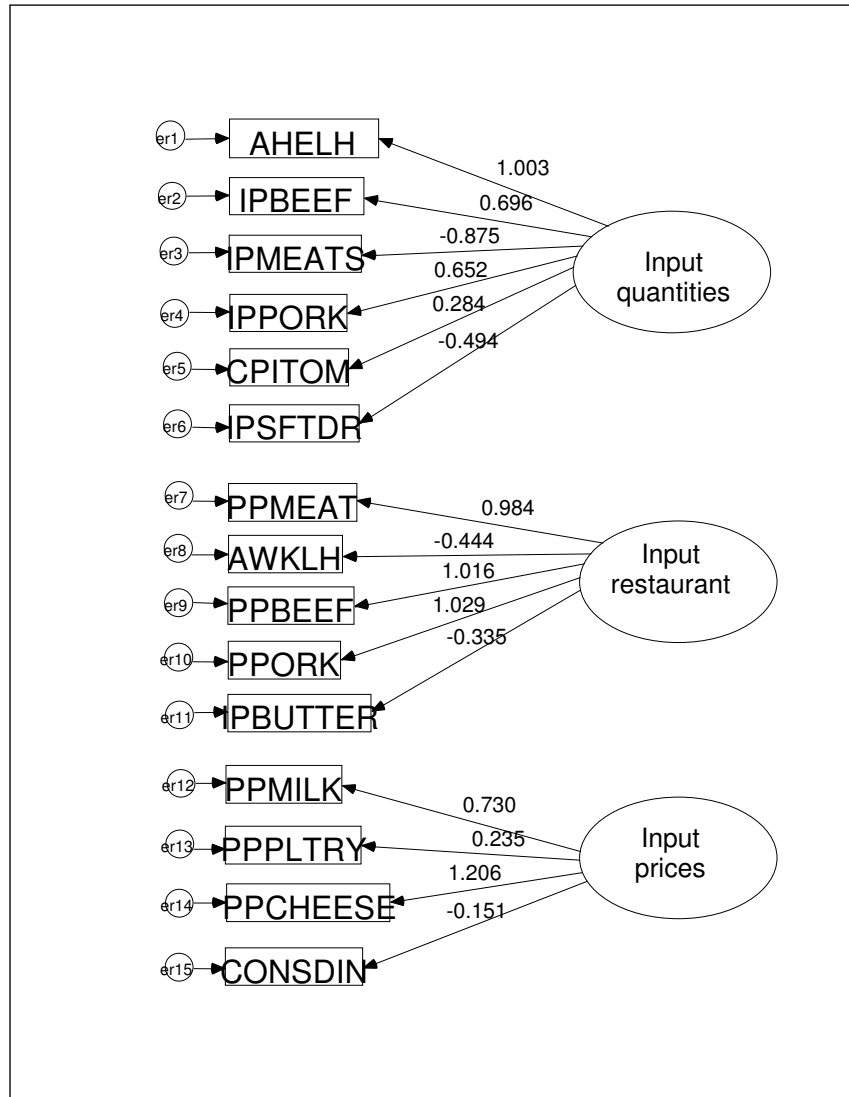 er1
AHELH
1.003
er2
IPBEEF
0.696
er3
IPMEATS
-0.875
Input
quantities
er4
IPPORK
0.652
er5
CPITOM
0.284
er6
IPSFTDR
-0.494
er7
PPMEAT
0.984
er8
AWKLH
-0.444
Input
restaurant
er9
PPBEEF
1.016
er10
PPORK
1.029
er11
IPBUTTER
-0.335
er12
PPMILK
0.730
er13
PPPLTRY
0.235
Input
prices
er14
PPCHEESE
1.206
er15
CONSDIN
-0.151